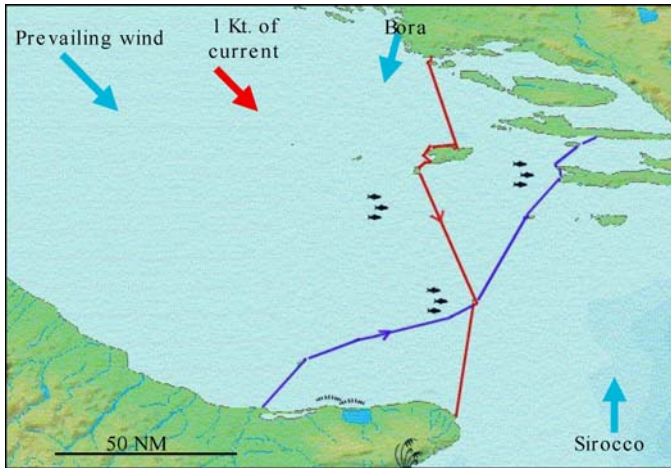 Prevailing wind
1 Kt. of
current
Bora
50 NM
Sirocco